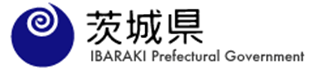 茨城県
IBARAKI Prefectural Government